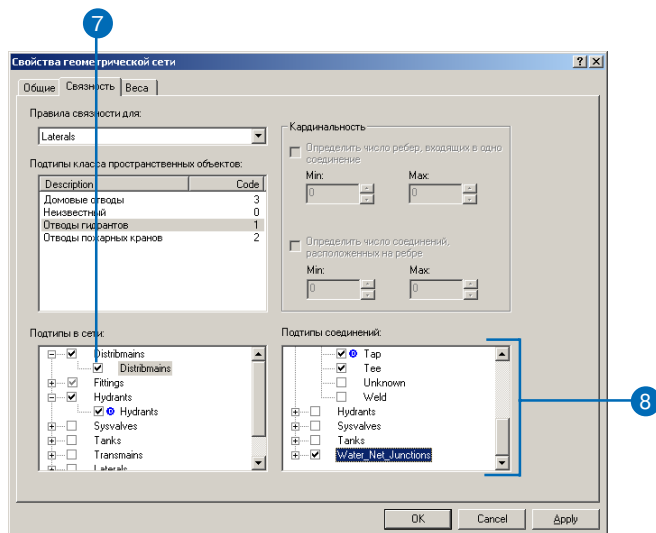 7
Свойства геометрической сети
Общие Связность Веса
Правила связности для:
Laterals
Подтипы класса пространственных объектов:
Description Code
Домовые отводы 3
Неизвестный 0
Отводы гидрантов 1
Отводы пожарных кранов 2
Кардинальность
Определить число ребер, входящих в одно
соединение
Min: Max:
0 0
Определить число соединений,
расположенных на ребре
Min: Max:
0 0
Подтипы в сети:
Distribmains
Distribmains
Fittings
Hydrants
D Hydrants
Sysvalves
Tanks
Transmains
Laterals
Подтипы соединений:
D Tap
Tee
Unknown
Weld
Hydrants
Sysvalves
Tanks
Water_Net_Junctions
8
OK Cancel Apply